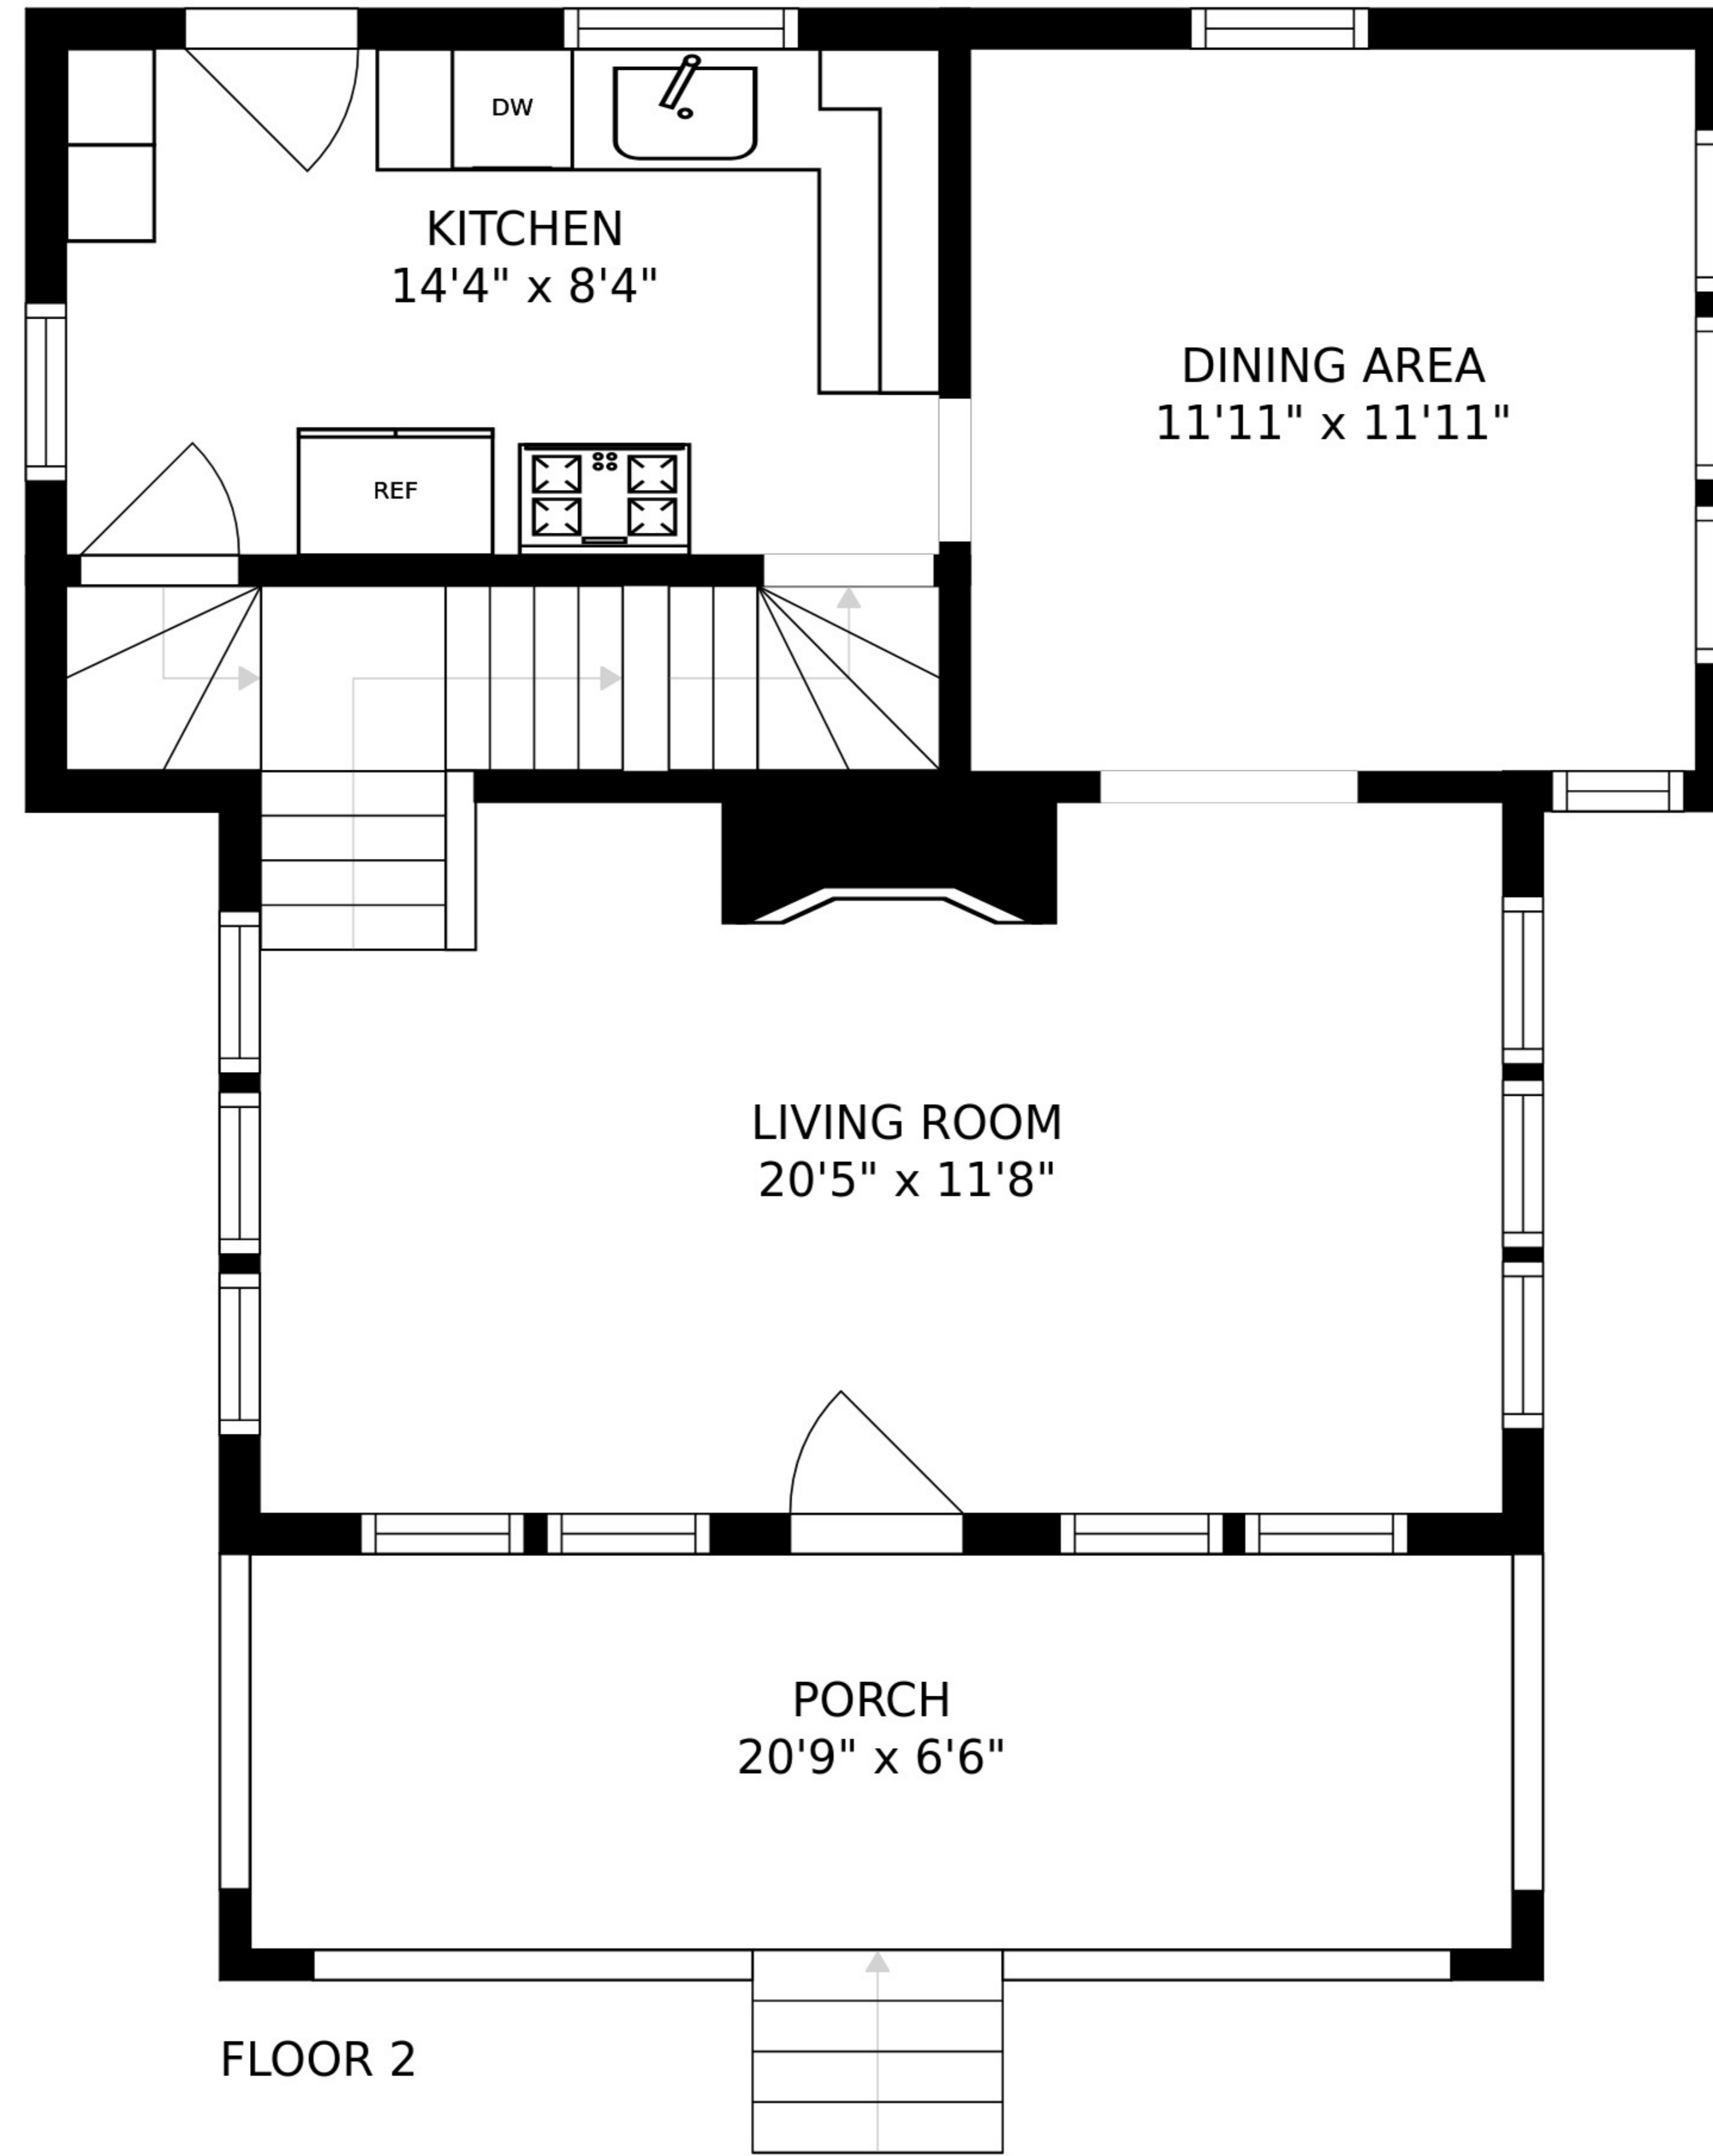 DW
KITCHEN
14'4" x 8'4"
DINING AREA
11'11" x 11'11"
REF
LIVING ROOM
20'5" x 11'8"
PORCH
20'9" x 6'6"
FLOOR 2